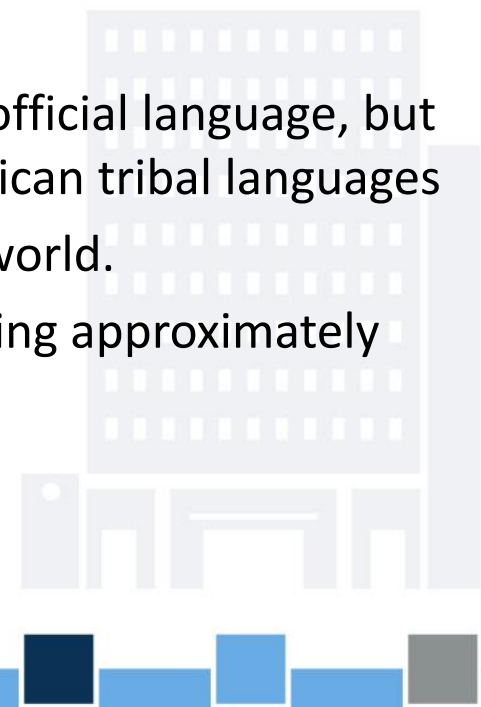 official language, but
ican tribal languages
world.
ing approximately